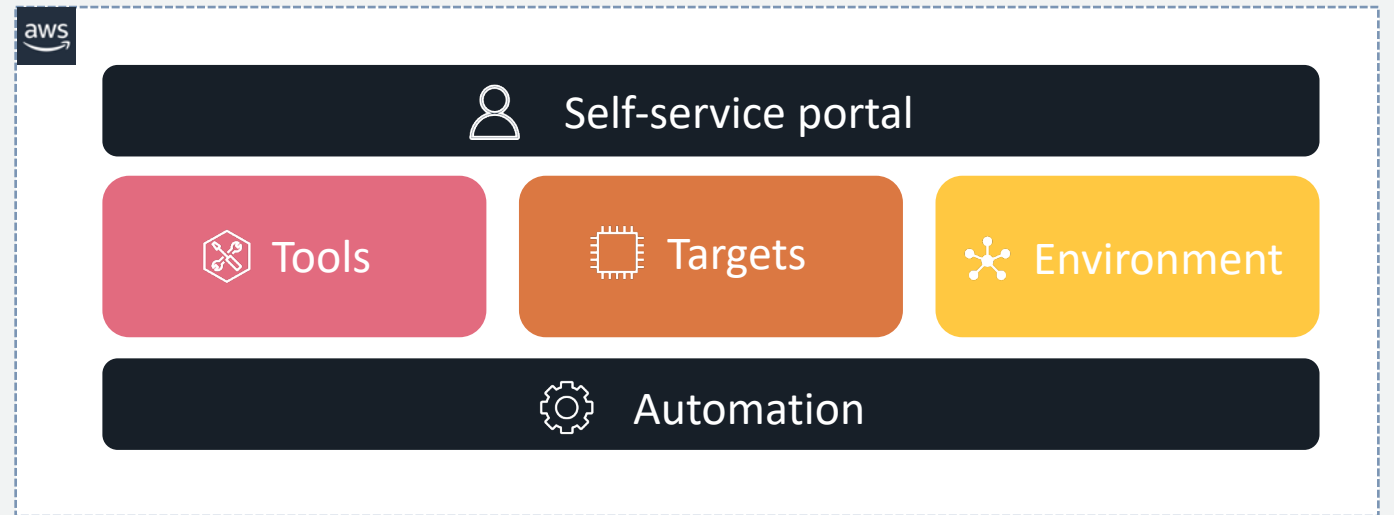 aws
Self-service portal
Tools
Targets
Environment
Automation